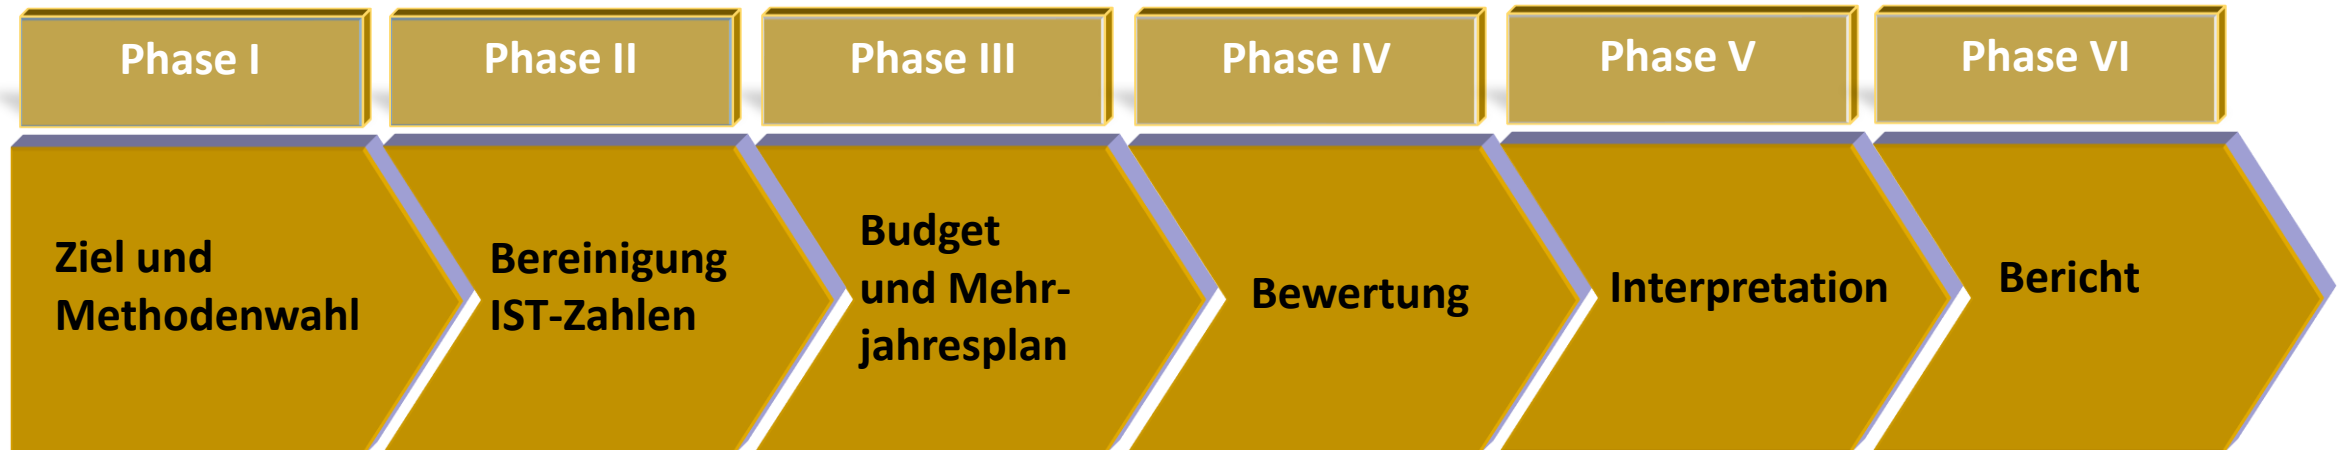 Phase I
Phase II
Phase III
Phase IV
Phase V
Phase VI
Ziel und
Methodenwahl
Bereinigung
IST-Zahlen
Budget
und Mehr-
jahresplan
Bewertung
Interpretation
Bericht